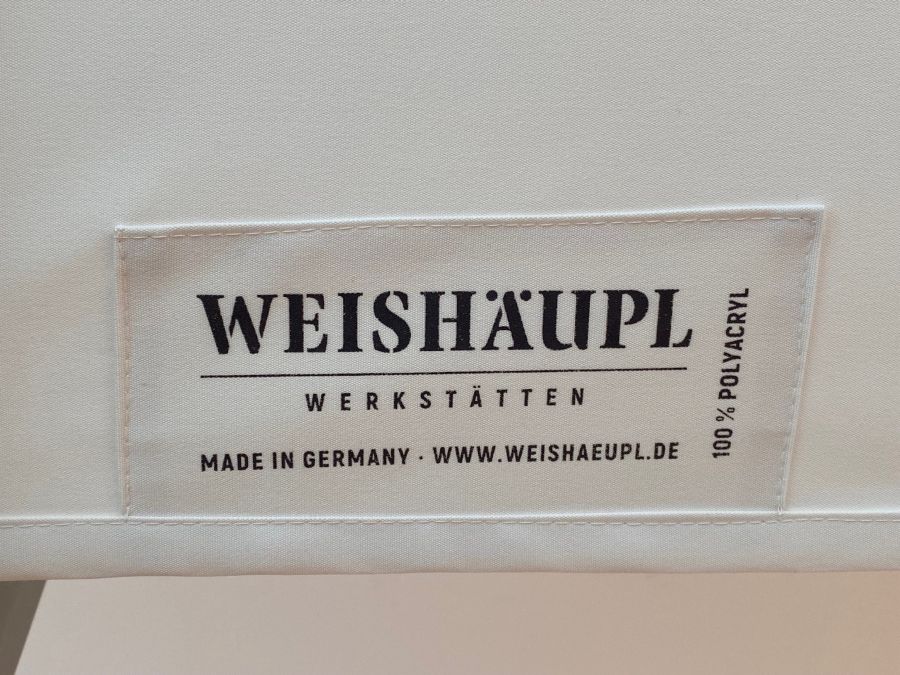 WEISHÄUPL
WERKSTÄTTEN
MADE IN GERMANY · WWW.WEISHAEUPL.DE
100 % POLYACRYL